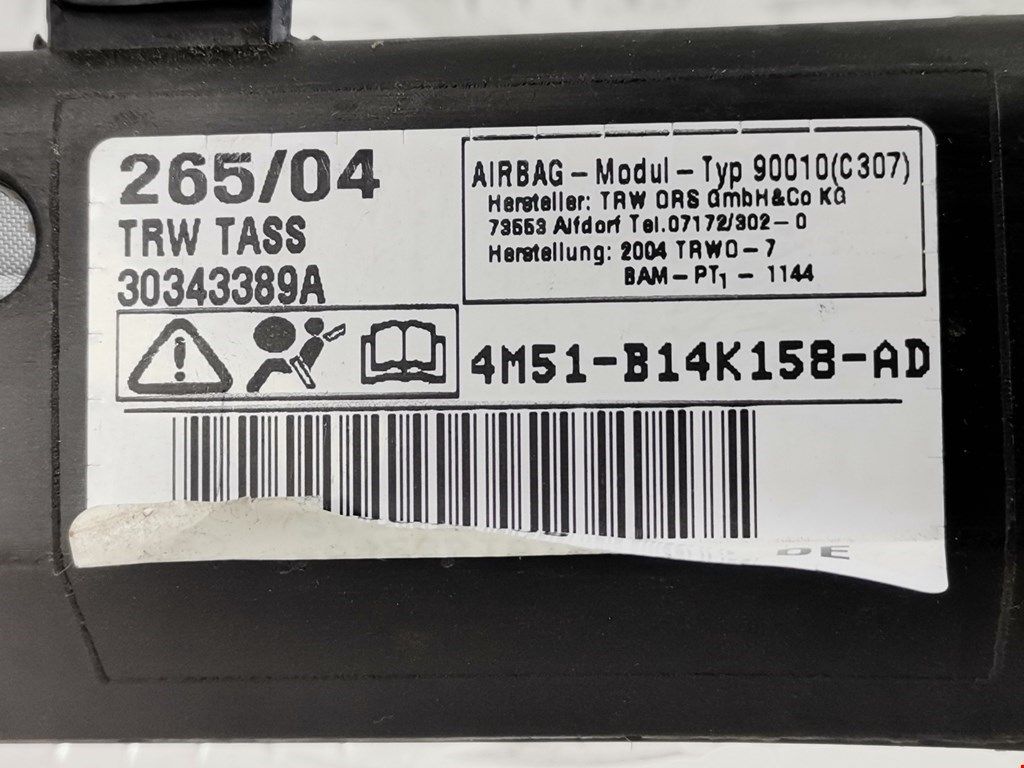 265/04
TRW TASS
30343389A
AIRBAG-Modul-Typ 90010(C307)
Hersteller: TRW ORS GmbH&Co KG
73553 Alfdorf Tel.07172/302-0
Herstellung: 2004 TRWO-7
BAM-PT₁-1144
4M51-B14K158-AD
DE